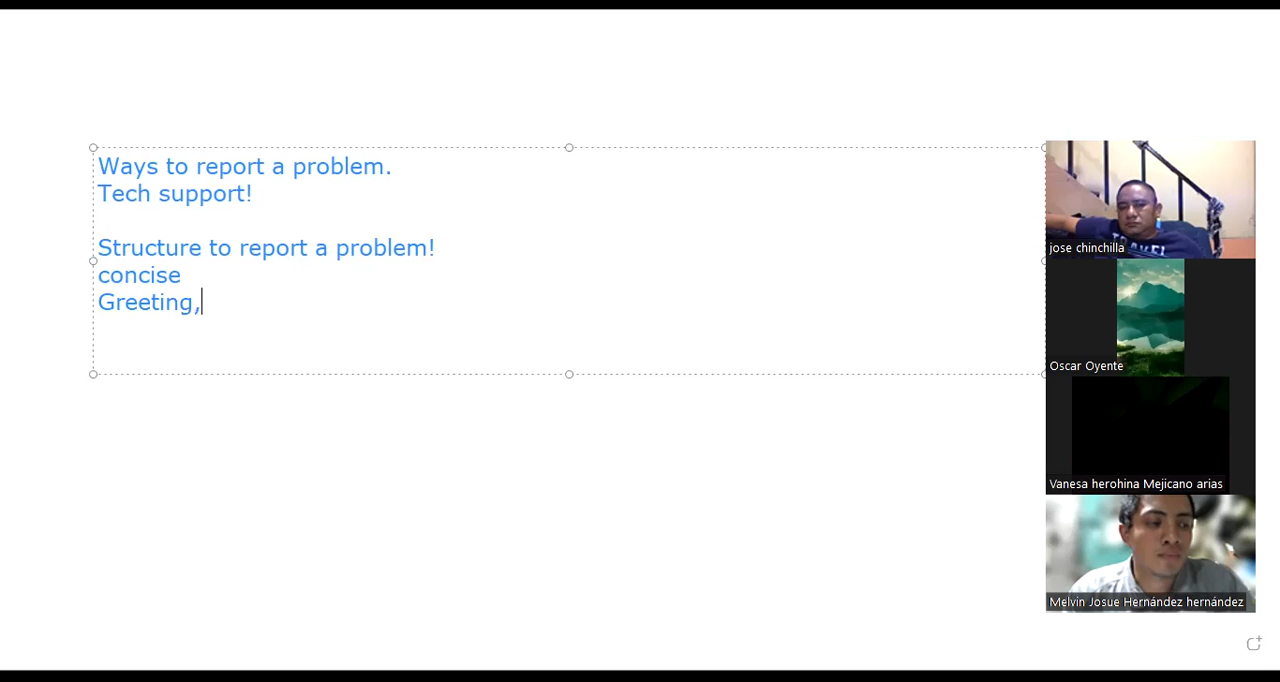 Ways to report a problem.
Tech support!
Structure to report a problem!
concise
Greeting,
TRAVEL
jose chinchilla
Oscar Oyente
Vanesa herohina Mejicano arias
Melvin Josue Hernández hernández